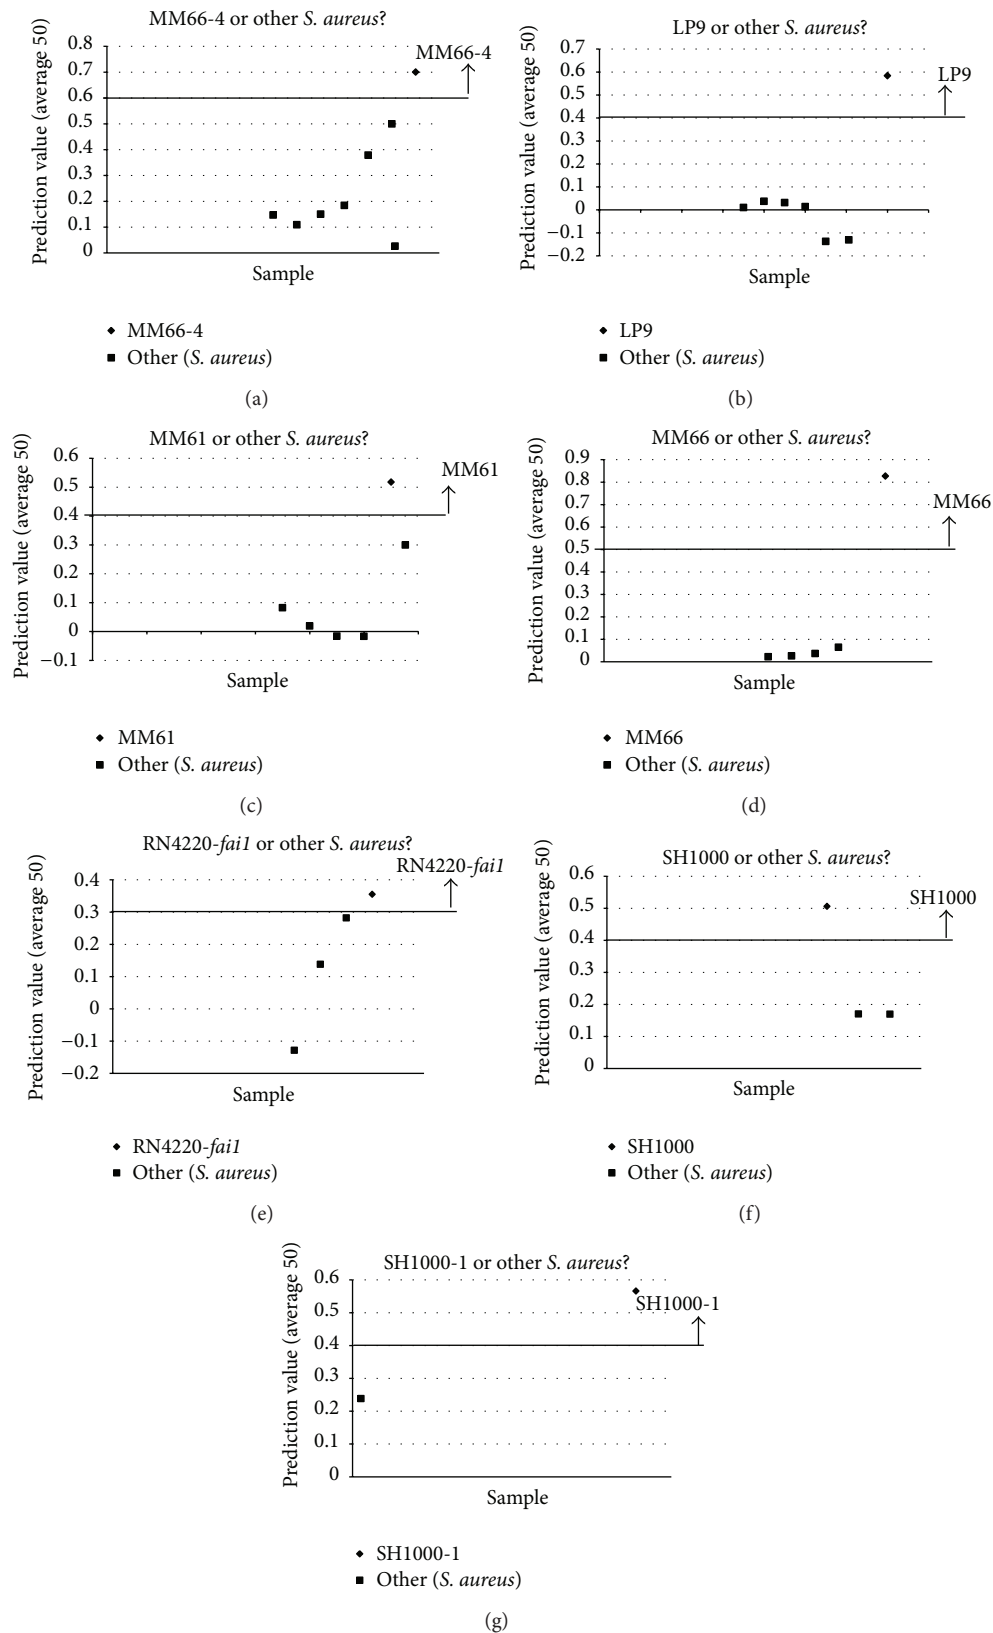 MM66-4 or other S. aureus?
Prediction value (average 50)
0.8
0.7
0.6
0.5
0.4
0.3
0.2
0.1
0
MM66-4
Sample
MM66-4
Other (S. aureus)
(a)
LP9 or other S. aureus?
Prediction value (average 50)
0.7
0.6
0.5
0.4
0.3
0.2
0.1
0
−0.1
−0.2
LP9
Sample
LP9
Other (S. aureus)
(b)
MM61 or other S. aureus?
Prediction value (average 50)
0.6
0.5
0.4
0.3
0.2
0.1
0
−0.1
MM61
Sample
MM61
Other (S. aureus)
(c)
MM66 or other S. aureus?
Prediction value (average 50)
0.9
0.8
0.7
0.6
0.5
0.4
0.3
0.2
0.1
0
MM66
Sample
MM66
Other (S. aureus)
(d)
RN4220-fai1 or other S. aureus?
Prediction value (average 50)
0.4
0.3
0.2
0.1
0
−0.1
−0.2
RN4220-fai1
Sample
RN4220-fai1
Other (S. aureus)
(e)
SH1000 or other S. aureus?
Prediction value (average 50)
0.6
0.5
0.4
0.3
0.2
0.1
0
SH1000
Sample
SH1000
Other (S. aureus)
(f)
SH1000-1 or other S. aureus?
Prediction value (average 50)
0.6
0.5
0.4
0.3
0.2
0.1
0
SH1000-1
Sample
SH1000-1
Other (S. aureus)
(g)